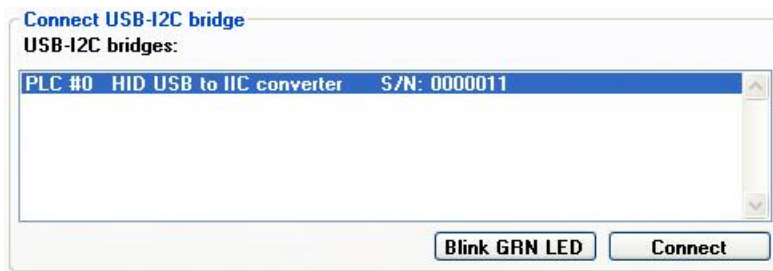 Connect USB-I2C bridge
USB-I2C bridges:
PLC #0 HID USB to IIC converter S/N: 0000011
Blink GRN LED Connect